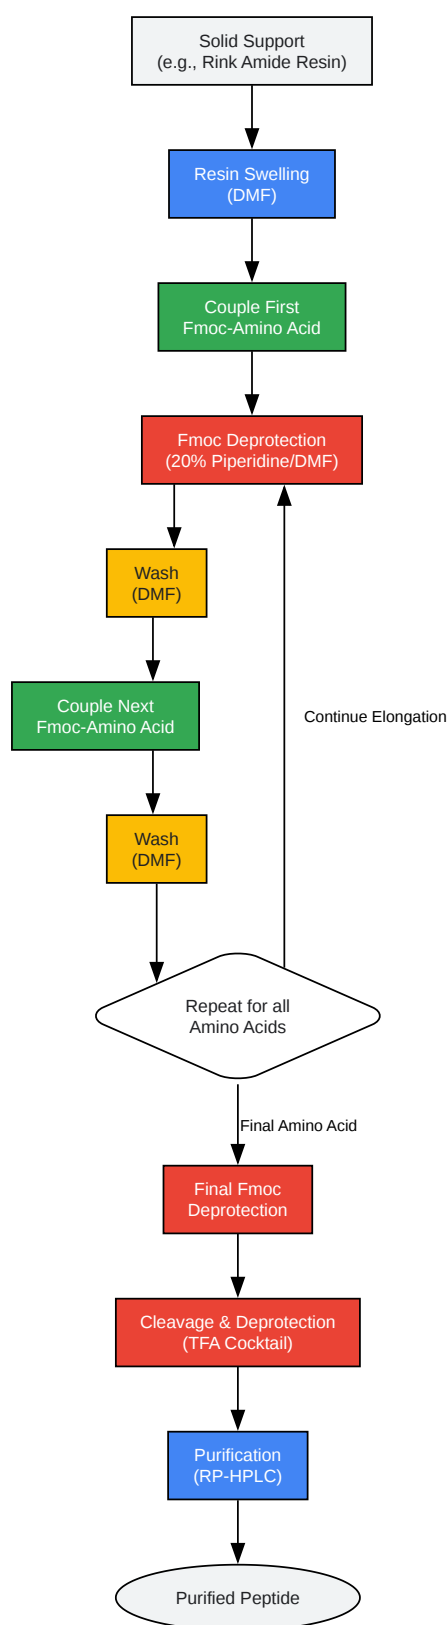 Solid Support
(e.g., Rink Amide Resin)
Resin Swelling
(DMF)
Couple First
Fmoc-Amino Acid
Fmoc Deprotection
(20% Piperidine/DMF)
Wash
(DMF)
Couple Next
Fmoc-Amino Acid
Continue Elongation
Wash
(DMF)
Repeat for all
Amino Acids
Final Amino Acid
Final Fmoc
Deprotection
Cleavage & Deprotection
(TFA Cocktail)
Purification
(RP-HPLC)
Purified Peptide